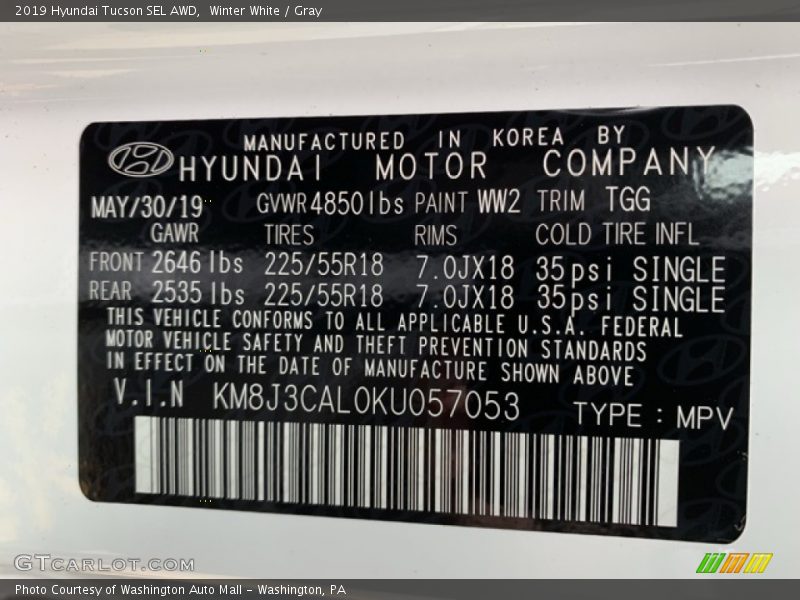 2019 Hyundai Tucson SEL AWD,  Winter White / Gray
MANUFACTURED IN KOREA BY
HYUNDAI MOTOR COMPANY
MAY/30/19 GVWR 4850lbs PAINT WW2 TRIM TGG
GAWR TIRES RIMS COLD TIRE INFL
FRONT 2646 lbs 225/55R18 7.0JX18 35psi SINGLE
REAR 2535 lbs 225/55R18 7.0JX18 35psi SINGLE
THIS VEHICLE CONFORMS TO ALL APPLICABLE U.S.A. FEDERAL
MOTOR VEHICLE SAFETY AND THEFT PREVENTION STANDARDS
IN EFFECT ON THE DATE OF MANUFACTURE SHOWN ABOVE
V.I.N KM8J3CAL0KU057053 TYPE : MPV
GTCARLOT.COM
Photo Courtesy of Washington Auto Mall - Washington, PA